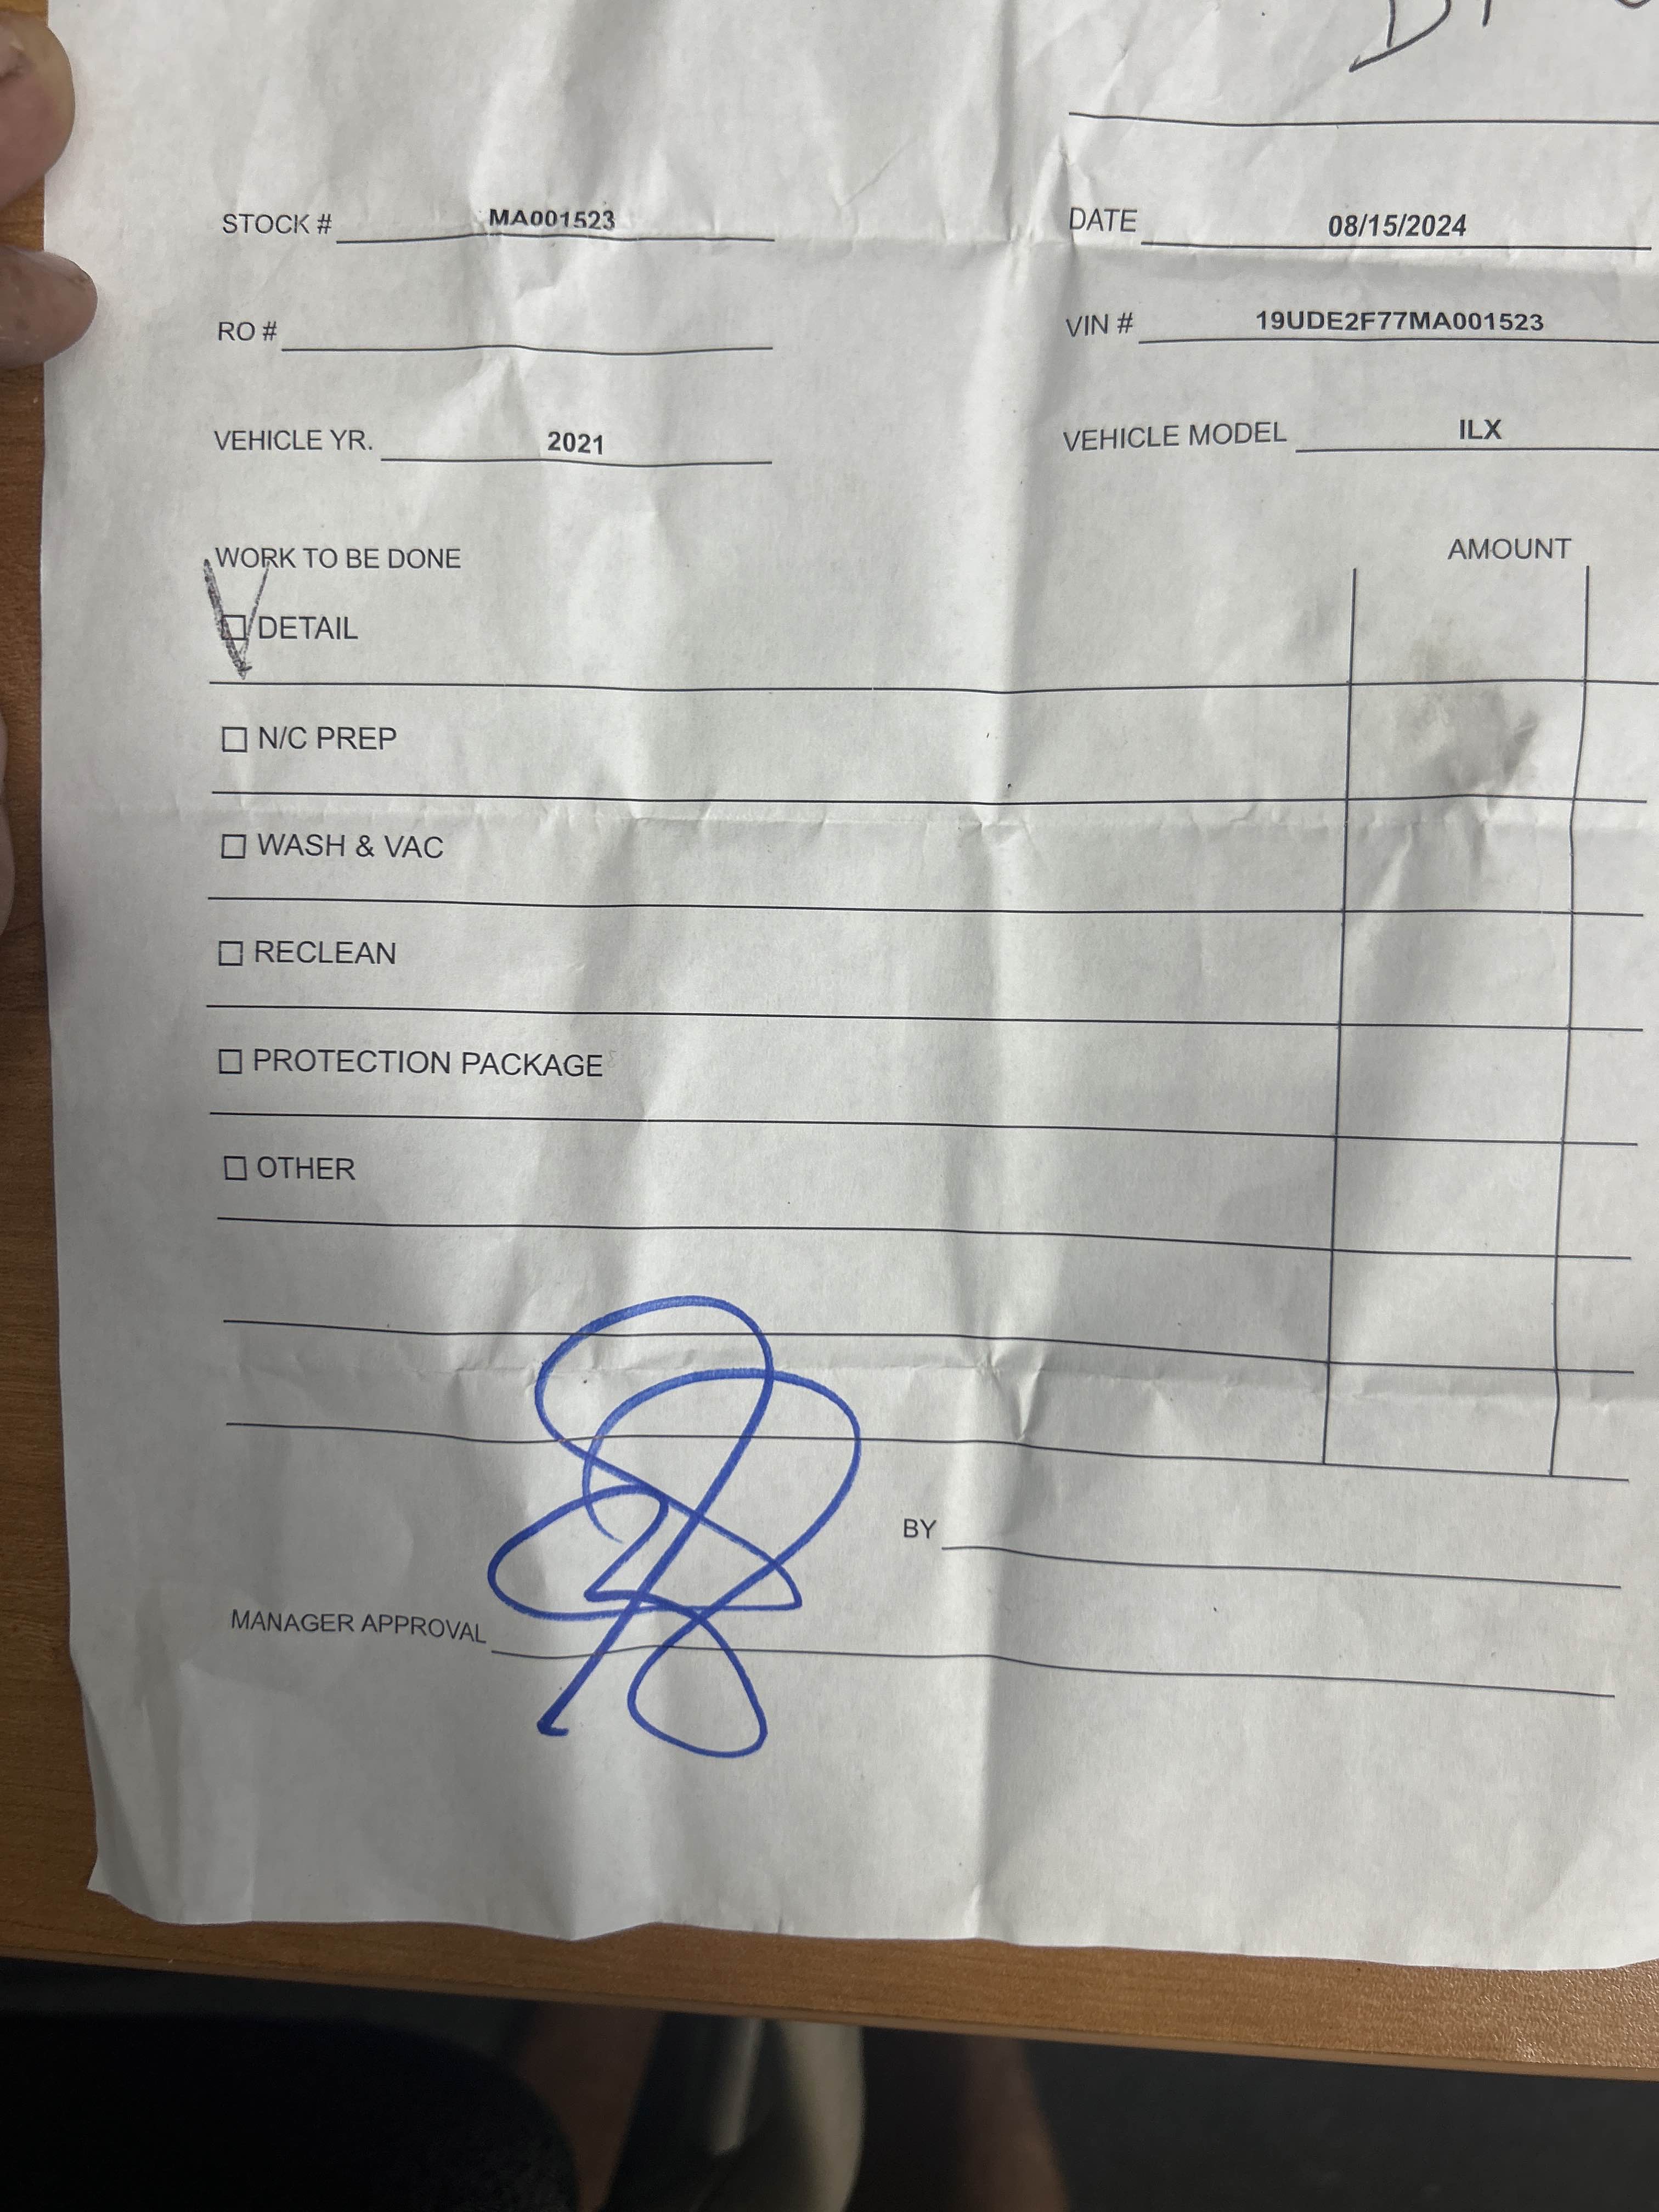 STOCK # MA001523 DATE 08/15/2024
RO # VIN # 19UDE2F77MA001523
VEHICLE YR. 2021 VEHICLE MODEL ILX
WORK TO BE DONE AMOUNT
DETAIL
N/C PREP
WASH & VAC
RECLEAN
PROTECTION PACKAGE
OTHER
BY
MANAGER APPROVAL